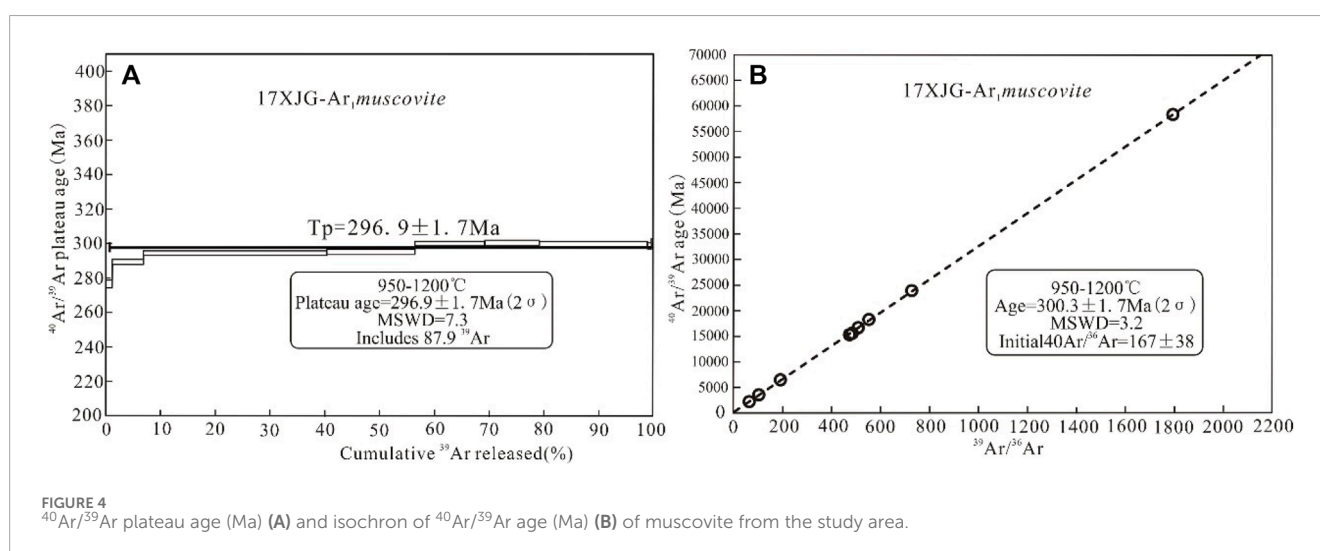 A
17XJG-Ar₁muscovite
⁴⁰Ar/³⁹Ar plateau age (Ma)
400
380
360
340
320
300
280
260
240
220
200
Tp=296. 9±1. 7Ma
950-1200℃
Plateau age=296.9±1. 7Ma(2 σ)
MSWD=7.3
Includes 87.9 ³⁹Ar
0 10 20 30 40 50 60 70 80 90 100
Cumulative ³⁹Ar released(%)
B
17XJG-Ar₁muscovite
⁴⁰Ar/³⁹Ar age (Ma)
70000
65000
60000
55000
50000
45000
40000
35000
30000
25000
20000
15000
10000
5000
0
950-1200℃
Age=300.3±1. 7Ma(2 σ)
MSWD=3.2
Initial40Ar/³⁶Ar=167±38
0 200 400 600 800 1000 1200 1400 1600 1800 2000 2200
³⁹Ar/³⁶Ar
FIGURE 4
⁴⁰Ar/³⁹Ar plateau age (Ma) (A) and isochron of ⁴⁰Ar/³⁹Ar age (Ma) (B) of muscovite from the study area.